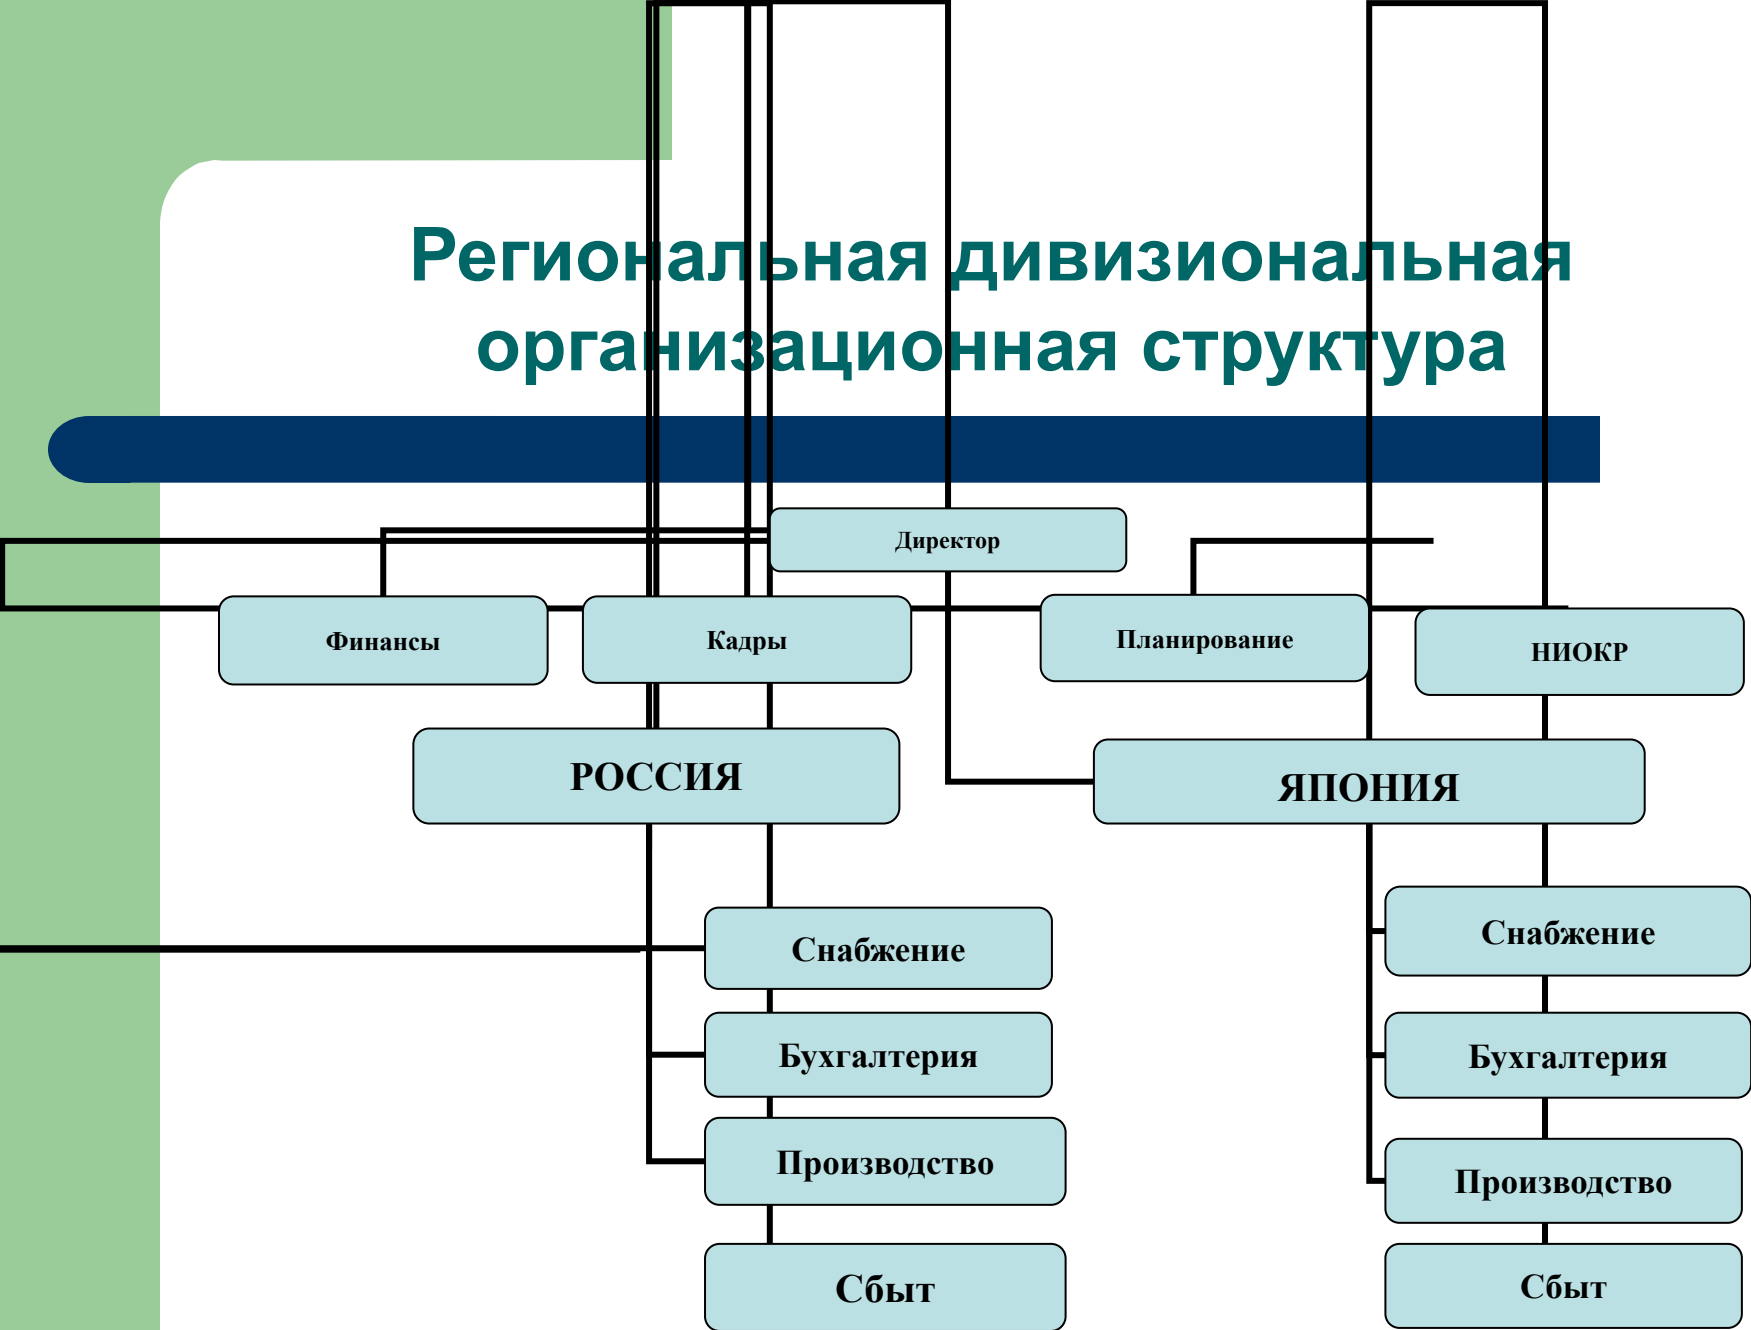 Региональная дивизиональная
организационная структура
Директор
Финансы
Кадры
Планирование
НИОКР
РОССИЯ
ЯПОНИЯ
Снабжение
Бухгалтерия
Производство
Сбыт
Снабжение
Бухгалтерия
Производство
Сбыт